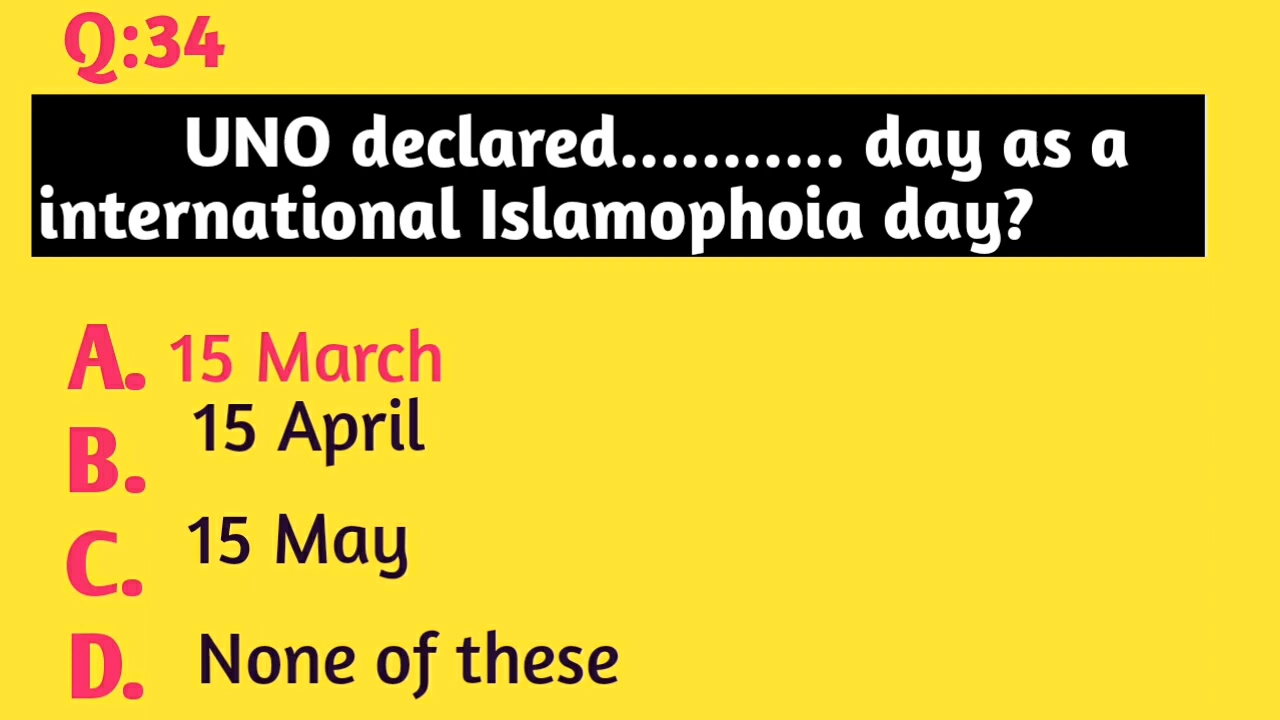 Q:34
UNO declared........... day as a
international Islamophoia day?
A. 15 March
B. 15 April
C. 15 May
D. None of these